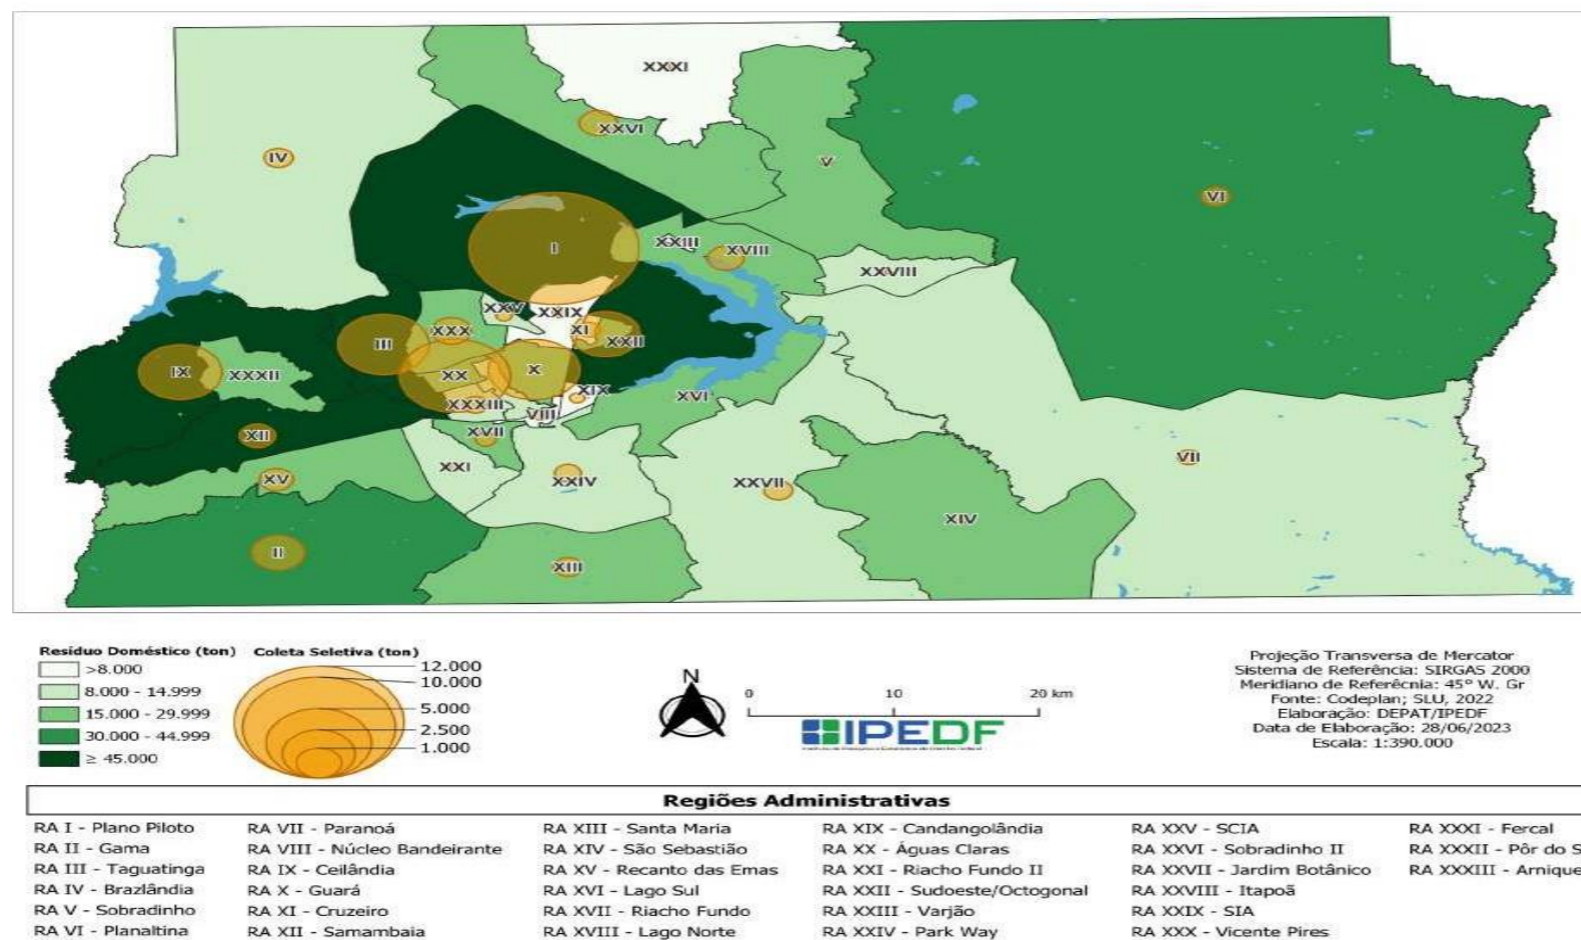 XXXI
XXVI
IV
V
VI
I
XXIII
XVIII
XXVIII
XXV
XXIX
XI
XXX
XXII
III
IX
XXXII
XX
X
XIX
XVI
XXXIII
VIII
XII
XVII
XXI
VII
XV
XXIV
XXVII
XIV
II
XIII
Resíduo Doméstico (ton)
>8.000
8.000 - 14.999
15.000 - 29.999
30.000 - 44.999
≥ 45.000
Coleta Seletiva (ton)
12.000
10.000
5.000
2.500
1.000
N
0 10 20 km
IPEDF
Projeção Transversa de Mercator
Sistema de Referência: SIRGAS 2000
Meridiano de Referêcnia: 45º W. Gr
Fonte: Codeplan; SLU, 2022
Elaboração: DEPAT/IPEDF
Data de Elaboração: 28/06/2023
Escala: 1:390.000
Regiões Administrativas
RA I - Plano Piloto
RA II - Gama
RA III - Taguatinga
RA IV - Brazlândia
RA V - Sobradinho
RA VI - Planaltina
RA VII - Paranoá
RA VIII - Núcleo Bandeirante
RA IX - Ceilândia
RA X - Guará
RA XI - Cruzeiro
RA XII - Samambaia
RA XIII - Santa Maria
RA XIV - São Sebastião
RA XV - Recanto das Emas
RA XVI - Lago Sul
RA XVII - Riacho Fundo
RA XVIII - Lago Norte
RA XIX - Candangolândia
RA XX - Águas Claras
RA XXI - Riacho Fundo II
RA XXII - Sudoeste/Octogonal
RA XXIII - Varjão
RA XXIV - Park Way
RA XXV - SCIA
RA XXVI - Sobradinho II
RA XXVII - Jardim Botânico
RA XXVIII - Itapoã
RA XXIX - SIA
RA XXX - Vicente Pires
RA XXXI - Fercal
RA XXXII - Pôr do S
RA XXXIII - Arnique